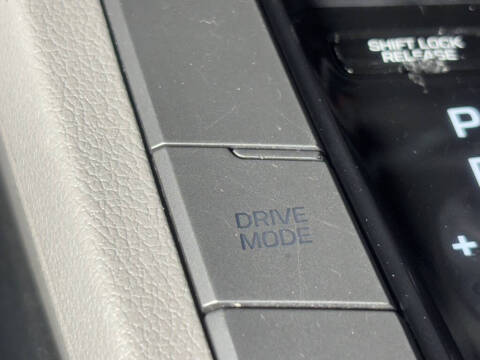 SHIFT LOCK
RELEASE
P
DRIVE
MODE
+